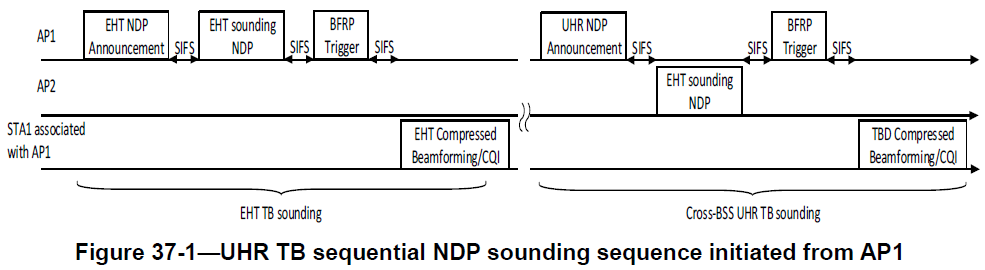 EHT NDP
Announcement
SIFS
EHT sounding
NDP
SIFS
BFRP
Trigger
SIFS
UHR NDP
Announcement
SIFS
SIFS
BFRP
Trigger
SIFS
AP1
AP2
EHT sounding
NDP
STA1 associated
with AP1
EHT Compressed
Beamforming/CQI
TBD Compressed
Beamforming/CQI
EHT TB sounding
Cross-BSS UHR TB sounding
Figure 37-1—UHR TB sequential NDP sounding sequence initiated from AP1